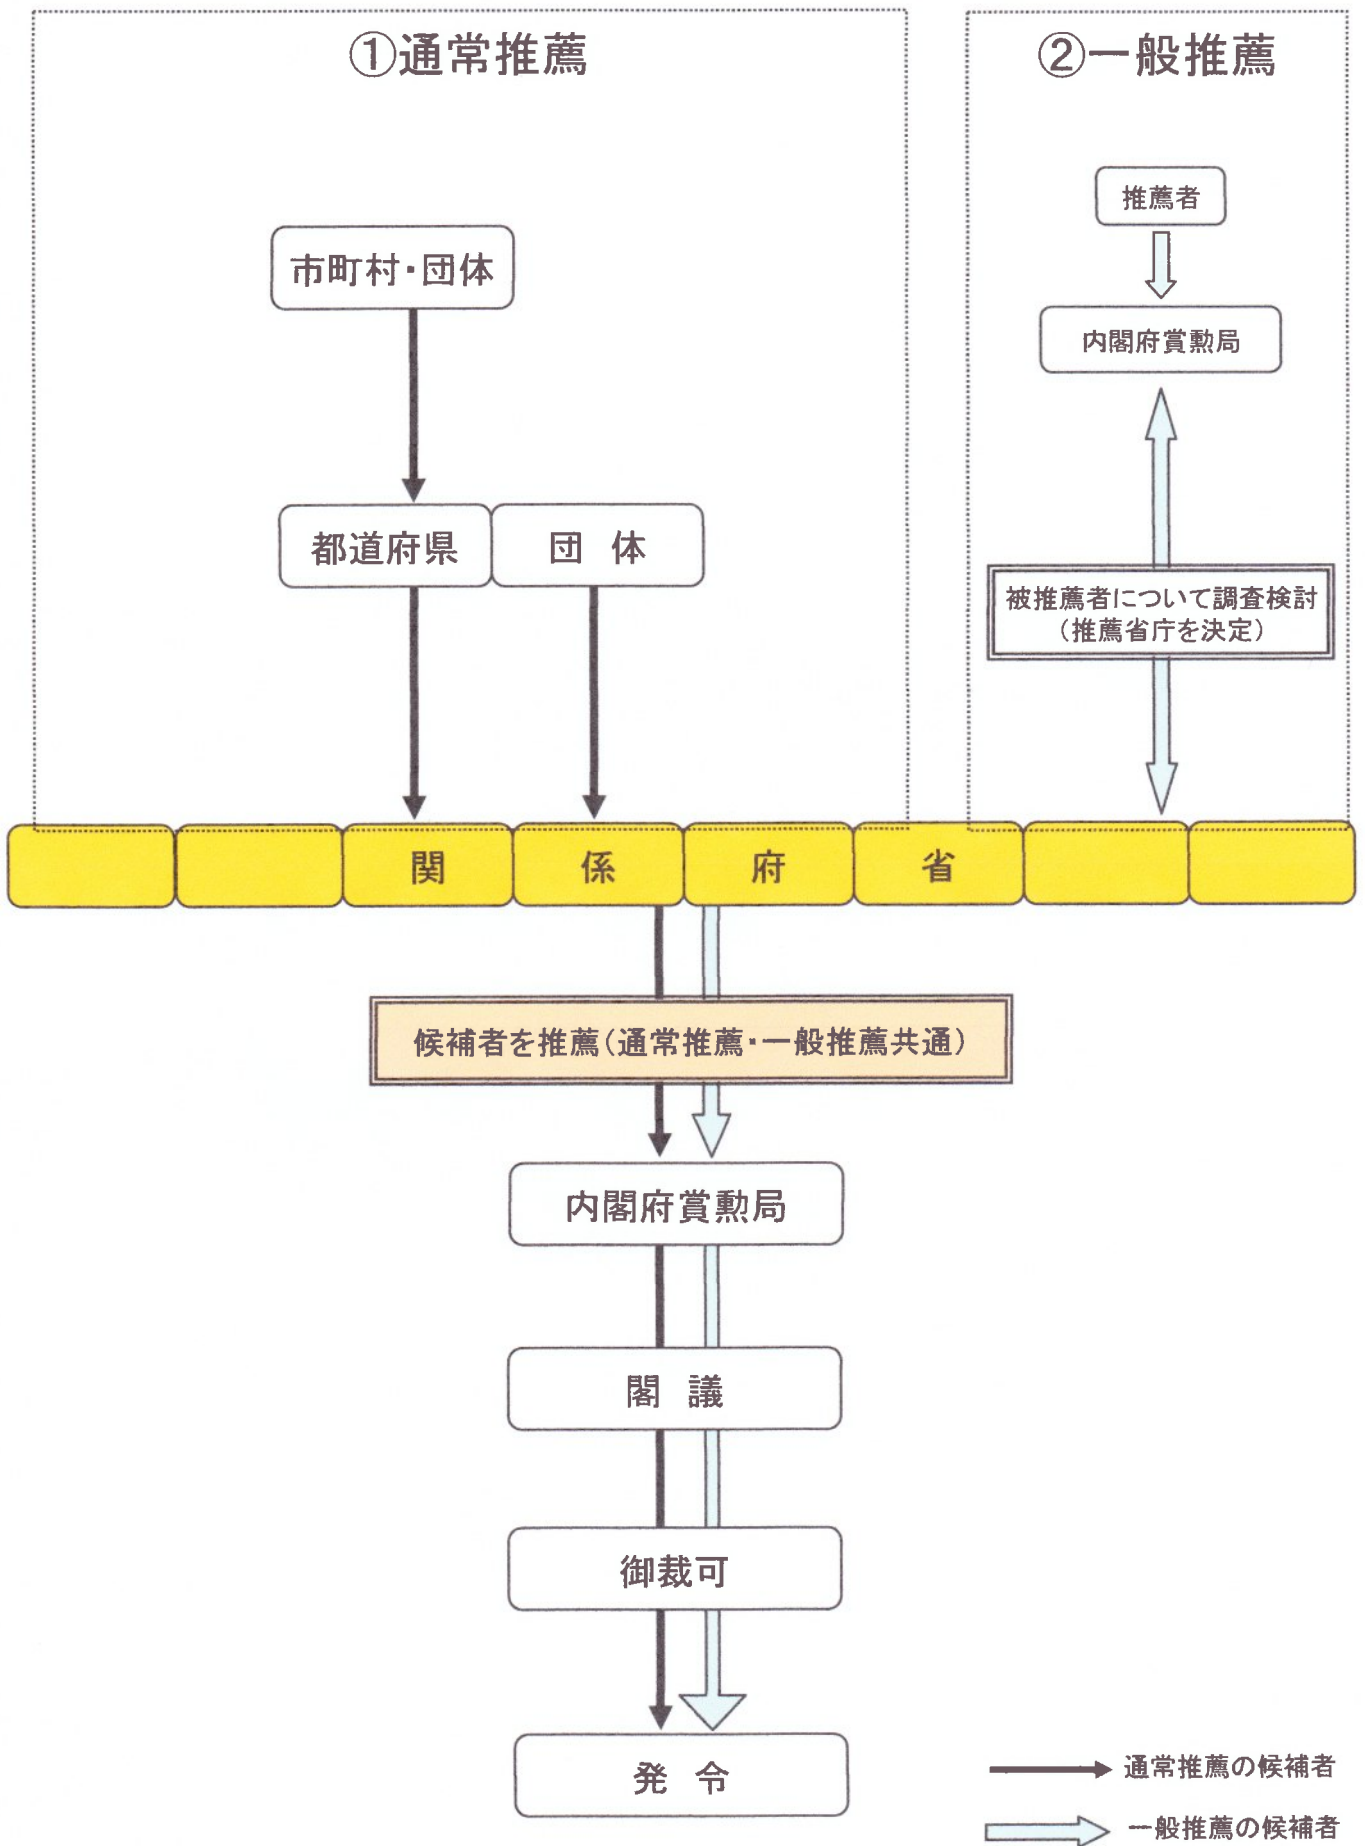 ①通常推薦
②一般推薦
推薦者
市町村・団体
内閣府賞勲局
都道府県
団 体
被推薦者について調査検討
(推薦省庁を決定)
関 係 府 省
候補者を推薦(通常推薦・一般推薦共通)
内閣府賞勲局
閣 議
御裁可
発 令
通常推薦の候補者
一般推薦の候補者